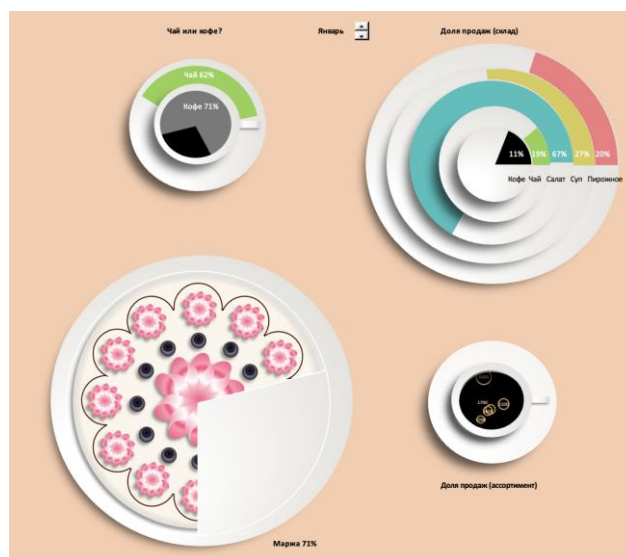 Чай или кофе?
Январь
Доля продаж (склад)
Чай 62%
Кофе 71%
11% 19% 67% 27% 20%
Кофе Чай Салат Суп Пирожное
1700
Доля продаж (ассортимент)
Маржа 71%